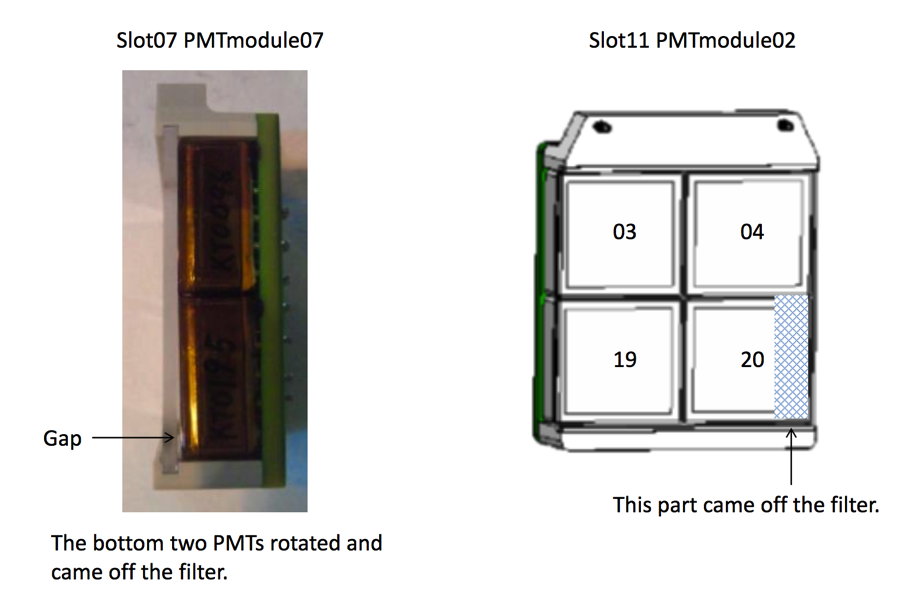 Slot07 PMTmodule07
Slot11 PMTmodule02
KT0195
03
04
19
20
Gap
This part came off the filter.
The bottom two PMTs rotated and
came off the filter.